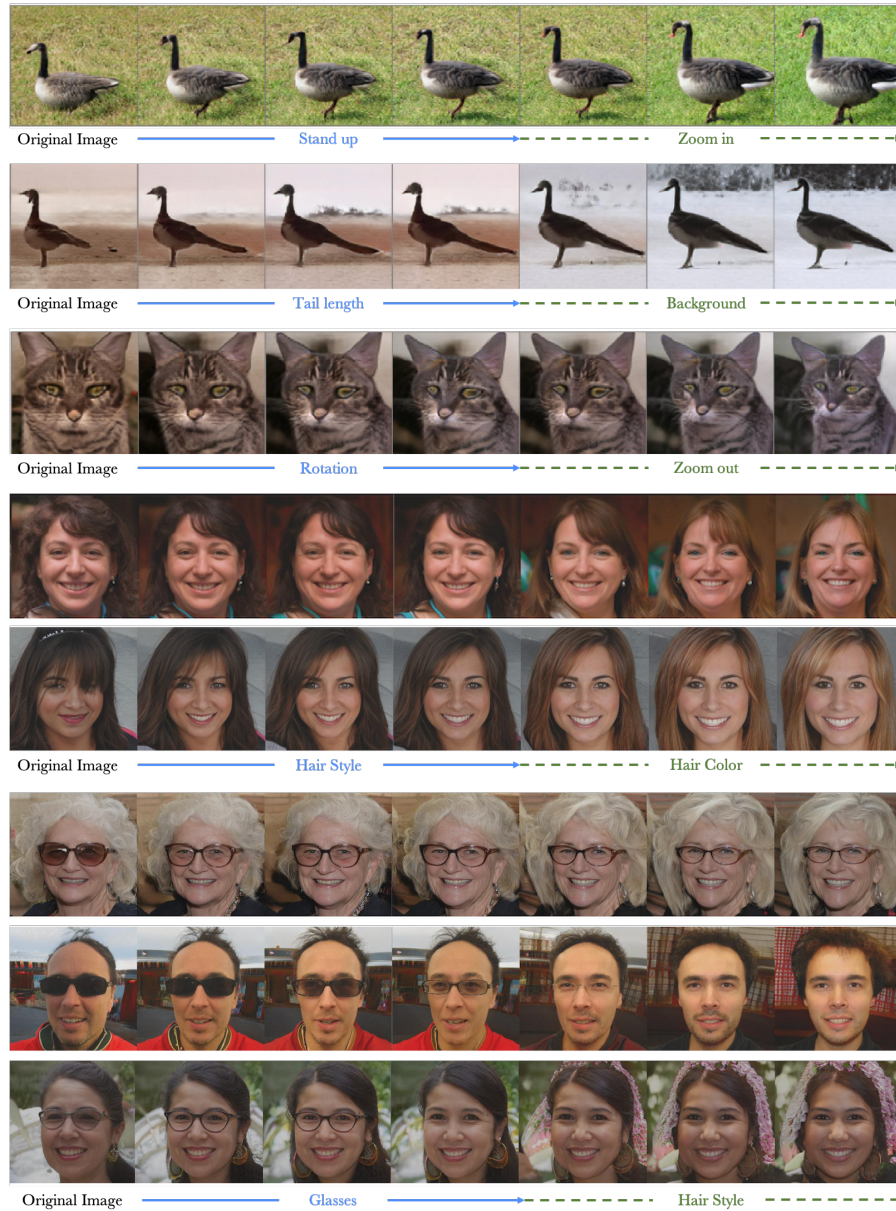 Original Image Stand up Zoom in
Original Image Tail length Background
Original Image Rotation Zoom out
Original Image Hair Style Hair Color
Original Image Glasses Hair Style